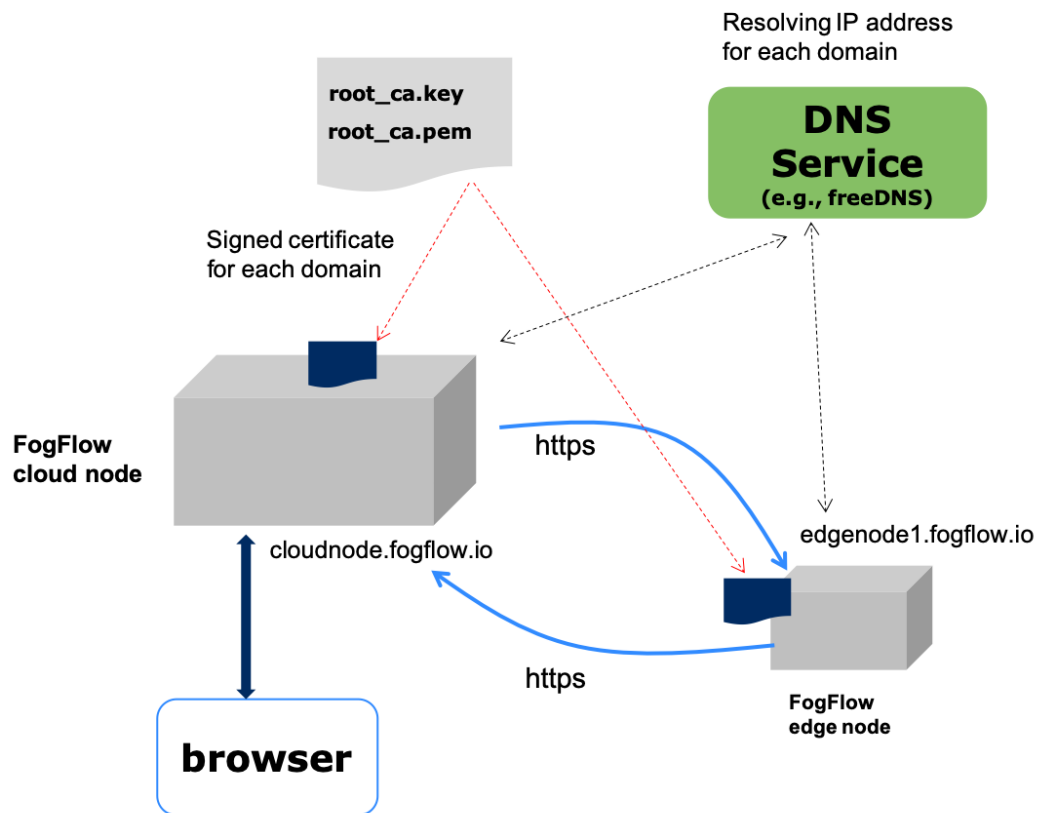 Resolving IP address
for each domain
root_ca.key
root_ca.pem
DNS
Service
(e.g., freeDNS)
Signed certificate
for each domain
FogFlow
cloud node
https
cloudnode.fogflow.io
edgenode1.fogflow.io
https
FogFlow
edge node
browser